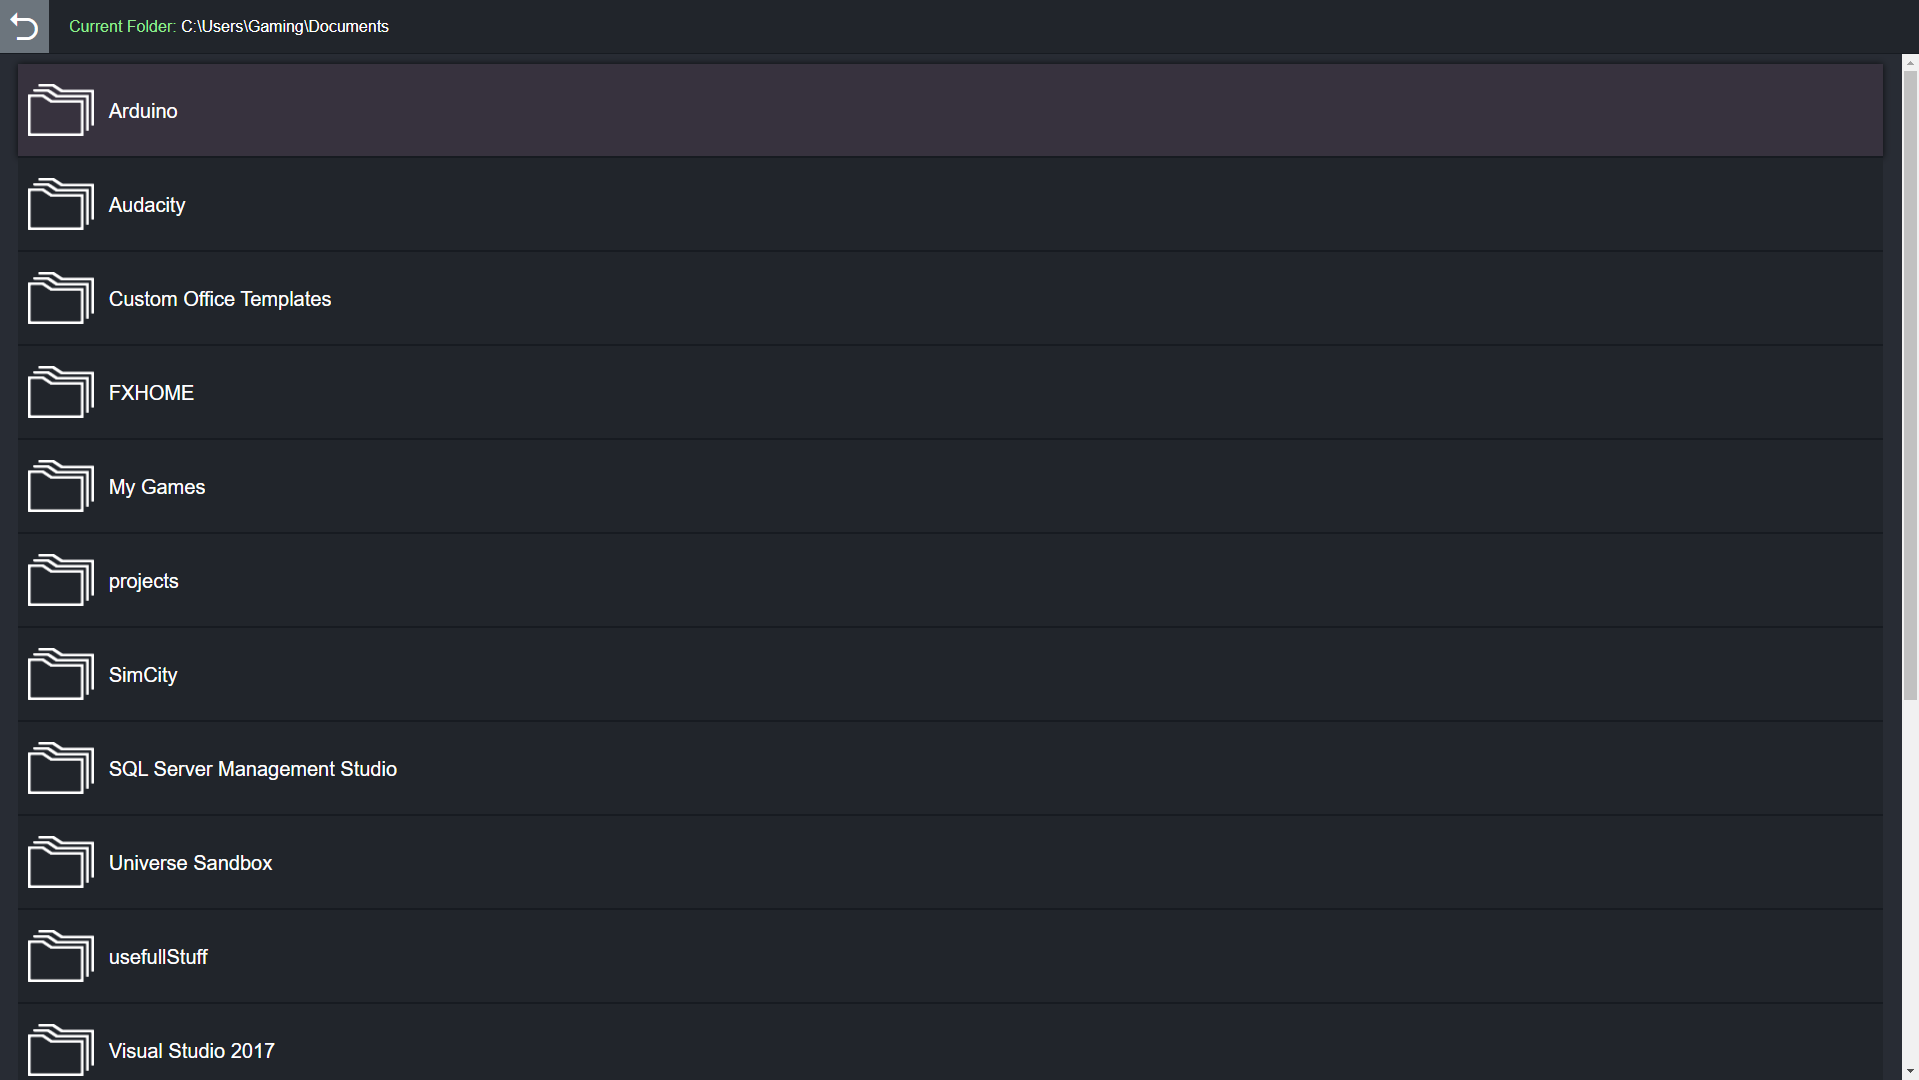 Current Folder: C:\Users\Gaming\Documents
Arduino
Audacity
Custom Office Templates
FXHOME
My Games
projects
SimCity
SQL Server Management Studio
Universe Sandbox
usefullStuff
Visual Studio 2017